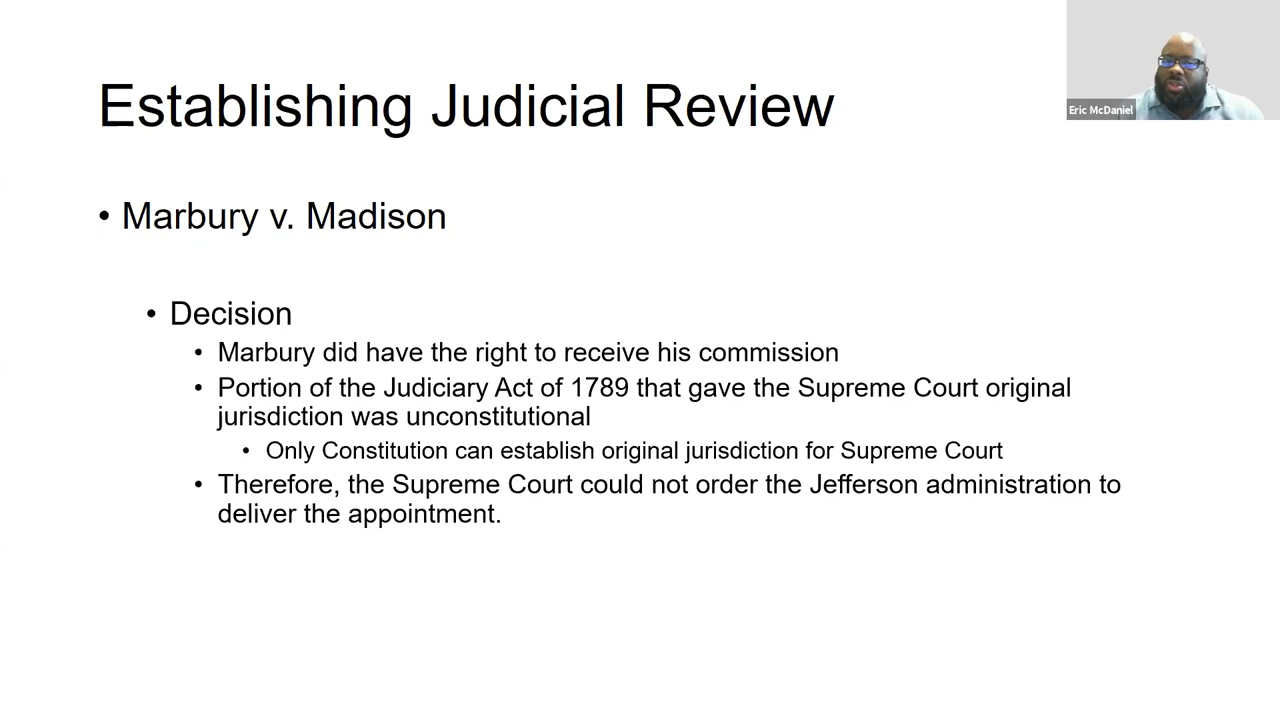 Establishing Judicial Review
Eric McDaniel
• Marbury v. Madison
• Decision
• Marbury did have the right to receive his commission
• Portion of the Judiciary Act of 1789 that gave the Supreme Court original
jurisdiction was unconstitutional
• Only Constitution can establish original jurisdiction for Supreme Court
• Therefore, the Supreme Court could not order the Jefferson administration to
deliver the appointment.